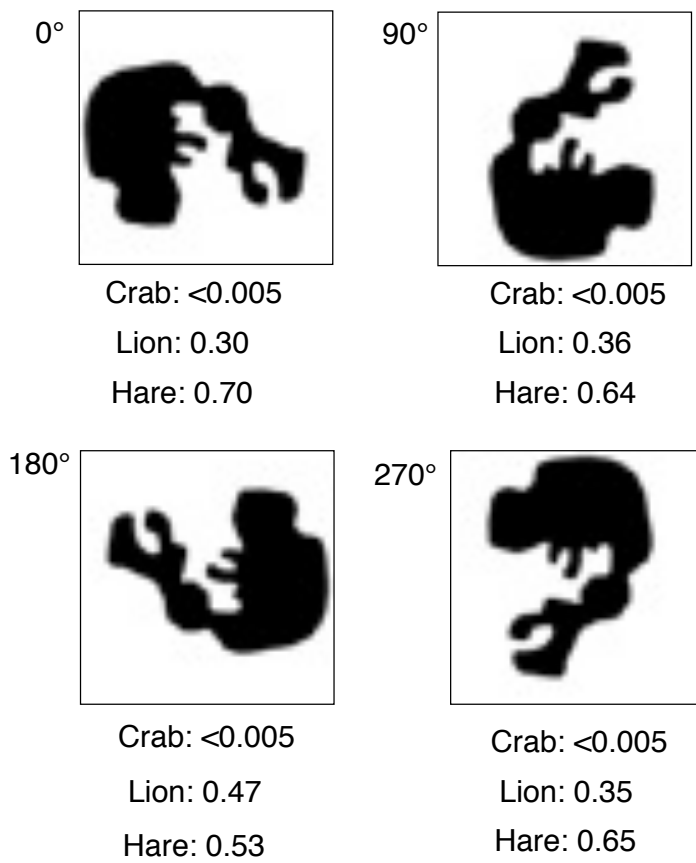 0°
Crab: <0.005
Lion: 0.30
Hare: 0.70
90°
Crab: <0.005
Lion: 0.36
Hare: 0.64
180°
Crab: <0.005
Lion: 0.47
Hare: 0.53
270°
Crab: <0.005
Lion: 0.35
Hare: 0.65